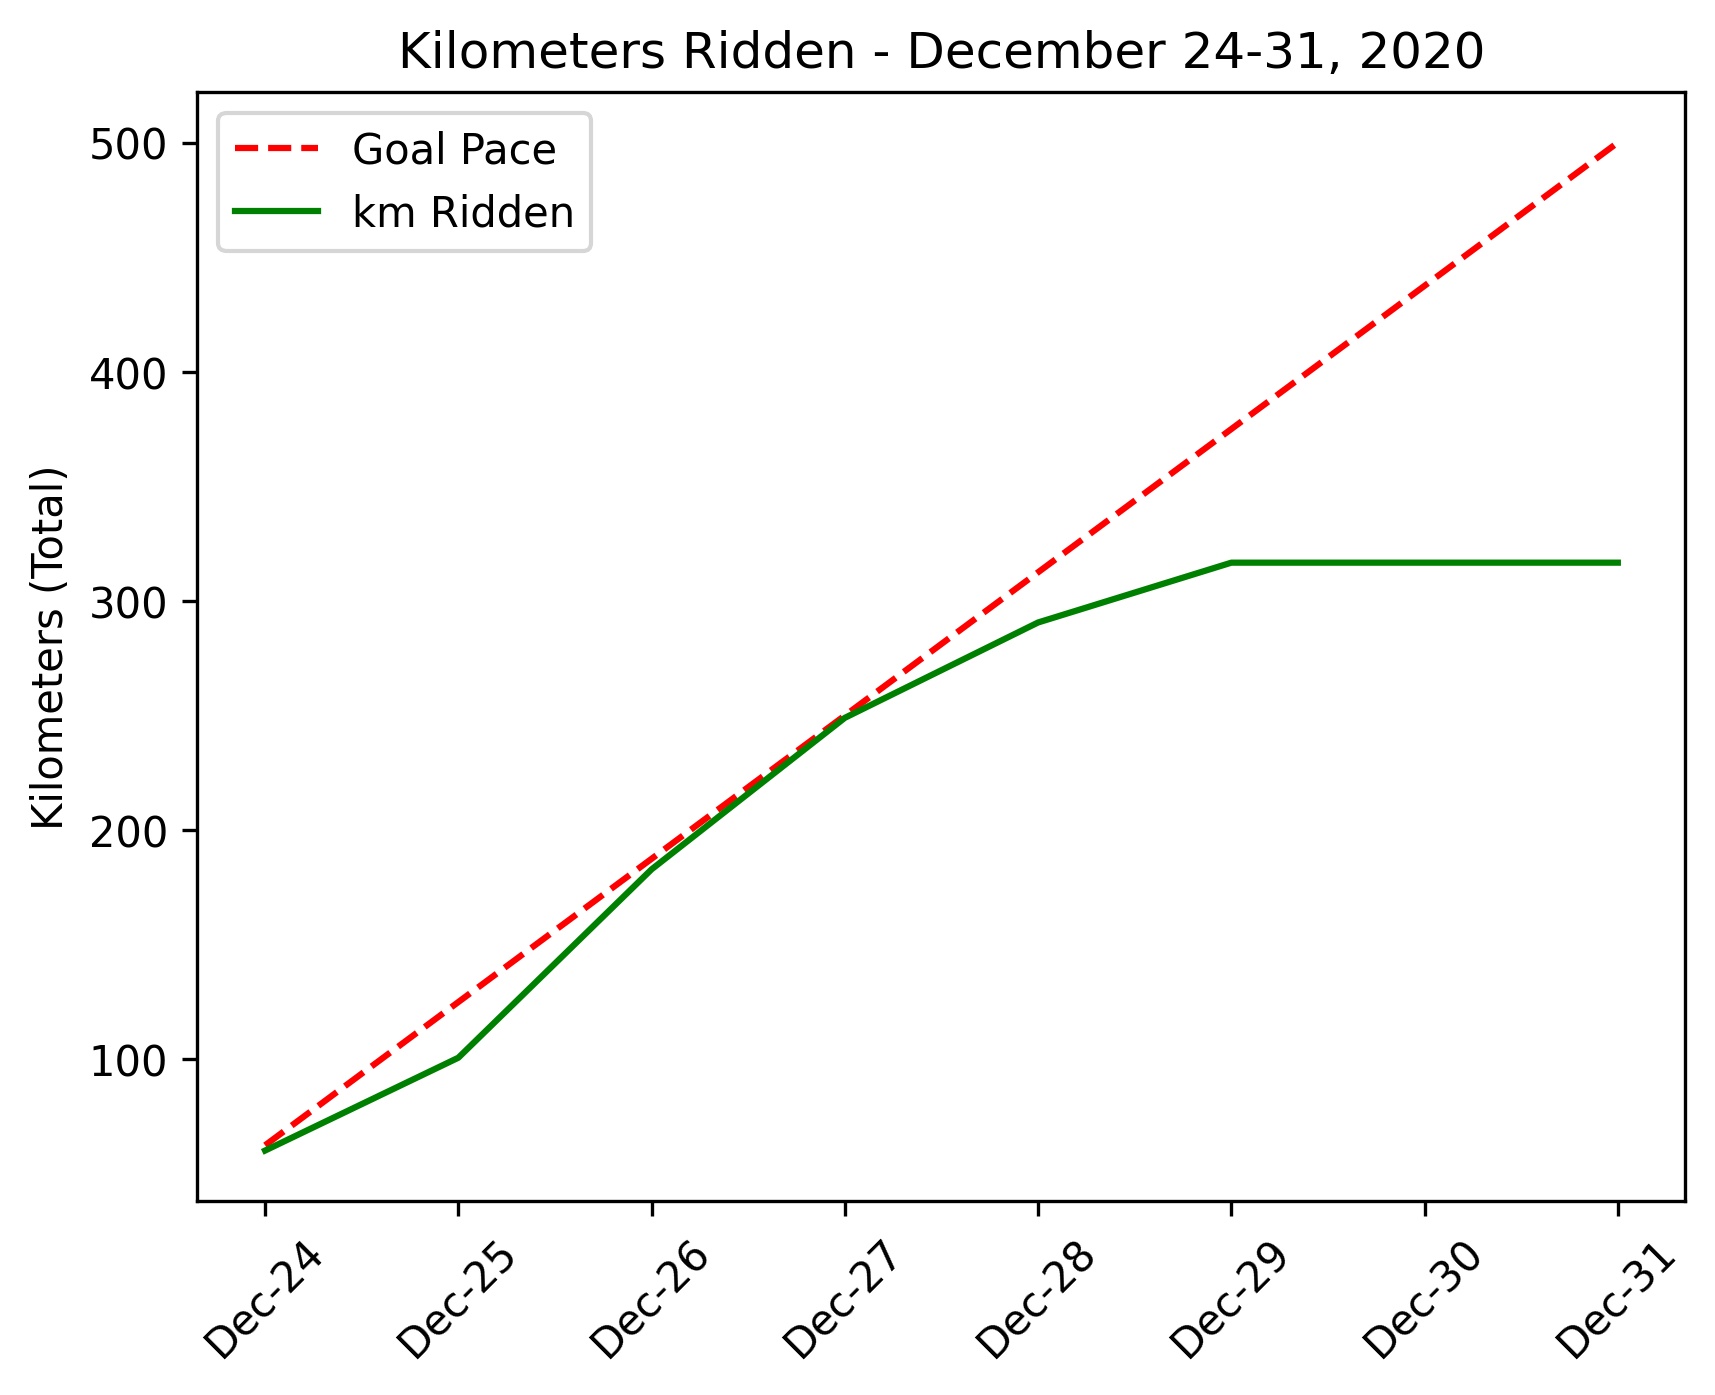 Kilometers Ridden - December 24-31, 2020
Goal Pace
km Ridden
Kilometers (Total)
500
400
300
200
100
Dec-24
Dec-25
Dec-26
Dec-27
Dec-28
Dec-29
Dec-30
Dec-31